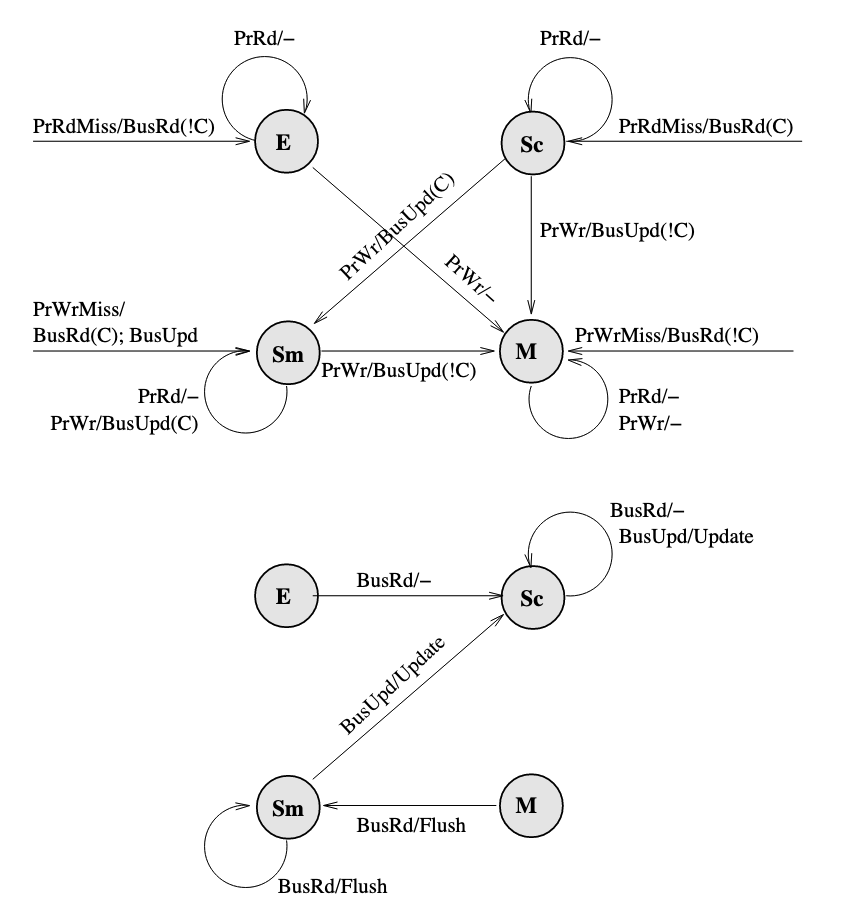 PrRd/–
PrRd/–
PrRdMiss/BusRd(!C)
E
Sc
PrRdMiss/BusRd(C)
PrWr/BusUpd(C)
PrWr/–
PrWr/BusUpd(!C)
PrWrMiss/
BusRd(C); BusUpd
Sm
PrWr/BusUpd(!C)
M
PrWrMiss/BusRd(!C)
PrRd/–
PrWr/BusUpd(C)
PrRd/–
PrWr/–
BusRd/–
BusUpd/Update
E
BusRd/–
Sc
BusUpd/Update
Sm
M
BusRd/Flush
BusRd/Flush